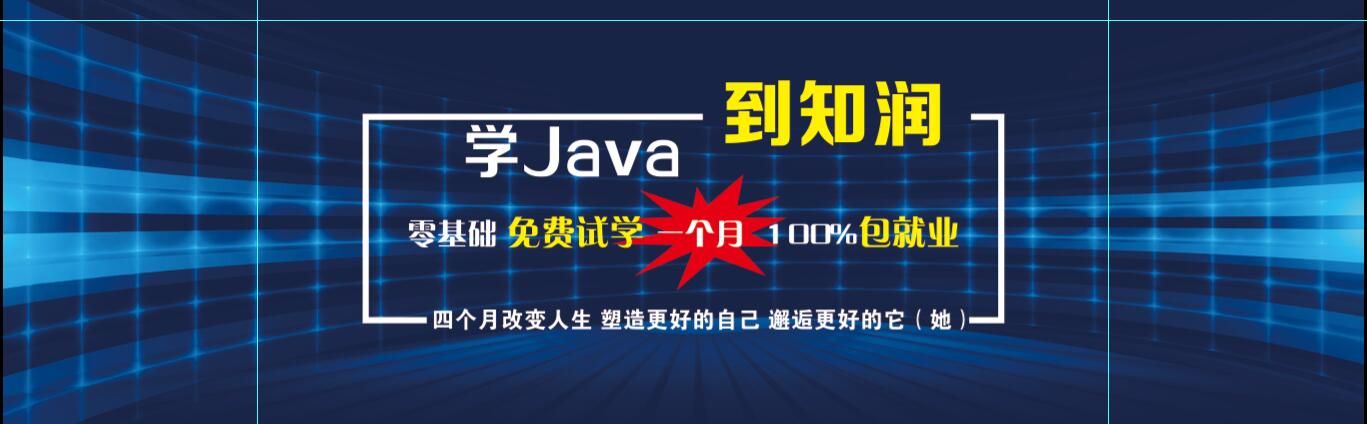 学Java 到知润
零基础 免费试学 一个月 100%包就业
四个月改变人生 塑造更好的自己 邂逅更好的它（她）